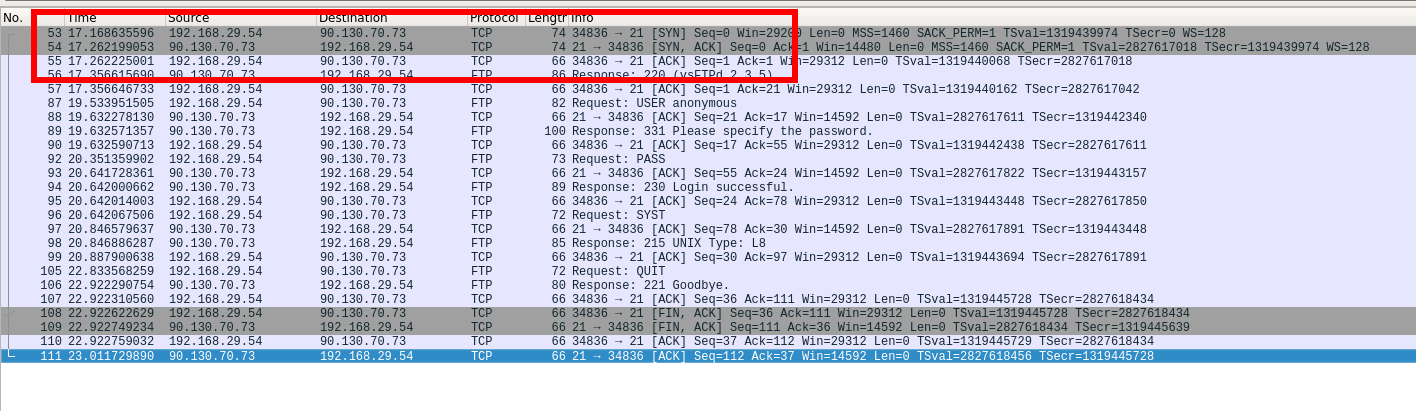 No. Time Source Destination Protocol Length Info
53 17.168635596 192.168.29.54 90.130.70.73 TCP 74 34836 → 21 [SYN] Seq=0 Win=29200 Len=0 MSS=1460 SACK_PERM=1 TSval=1319439974 TSecr=0 WS=128
54 17.262199053 90.130.70.73 192.168.29.54 TCP 74 21 → 34836 [SYN, ACK] Seq=0 Ack=1 Win=14480 Len=0 MSS=1460 SACK_PERM=1 TSval=2827617018 TSecr=1319439974 WS=128
55 17.262225001 192.168.29.54 90.130.70.73 TCP 66 34836 → 21 [ACK] Seq=1 Ack=1 Win=29312 Len=0 TSval=1319440068 TSecr=2827617018
56 17.356615690 90.130.70.73 192.168.29.54 FTP 86 Response: 220 (vsFTPd 2.3.5)
57 17.356646733 192.168.29.54 90.130.70.73 TCP 66 34836 → 21 [ACK] Seq=1 Ack=21 Win=29312 Len=0 TSval=1319440162 TSecr=2827617042
87 19.533951505 192.168.29.54 90.130.70.73 FTP 82 Request: USER anonymous
88 19.632278130 90.130.70.73 192.168.29.54 TCP 66 21 → 34836 [ACK] Seq=21 Ack=17 Win=14592 Len=0 TSval=2827617611 TSecr=1319442340
89 19.632571357 90.130.70.73 192.168.29.54 FTP 100 Response: 331 Please specify the password.
90 19.632590713 192.168.29.54 90.130.70.73 TCP 66 34836 → 21 [ACK] Seq=17 Ack=55 Win=29312 Len=0 TSval=1319442438 TSecr=2827617611
92 20.351359902 192.168.29.54 90.130.70.73 FTP 73 Request: PASS
93 20.641728361 90.130.70.73 192.168.29.54 TCP 66 21 → 34836 [ACK] Seq=55 Ack=24 Win=14592 Len=0 TSval=2827617822 TSecr=1319443157
94 20.642000662 90.130.70.73 192.168.29.54 FTP 89 Response: 230 Login successful.
95 20.642014003 192.168.29.54 90.130.70.73 TCP 66 34836 → 21 [ACK] Seq=24 Ack=78 Win=29312 Len=0 TSval=1319443448 TSecr=2827617850
96 20.642067506 192.168.29.54 90.130.70.73 FTP 72 Request: SYST
97 20.846579637 90.130.70.73 192.168.29.54 TCP 66 21 → 34836 [ACK] Seq=78 Ack=30 Win=14592 Len=0 TSval=2827617891 TSecr=1319443448
98 20.846886287 90.130.70.73 192.168.29.54 FTP 85 Response: 215 UNIX Type: L8
99 20.887900638 192.168.29.54 90.130.70.73 TCP 66 34836 → 21 [ACK] Seq=30 Ack=97 Win=29312 Len=0 TSval=1319443694 TSecr=2827617891
105 22.833568259 192.168.29.54 90.130.70.73 FTP 72 Request: QUIT
106 22.922290754 90.130.70.73 192.168.29.54 FTP 80 Response: 221 Goodbye.
107 22.922310560 192.168.29.54 90.130.70.73 TCP 66 34836 → 21 [ACK] Seq=36 Ack=111 Win=29312 Len=0 TSval=1319445728 TSecr=2827618434
108 22.922622629 192.168.29.54 90.130.70.73 TCP 66 34836 → 21 [FIN, ACK] Seq=36 Ack=111 Win=29312 Len=0 TSval=1319445728 TSecr=2827618434
109 22.922749234 90.130.70.73 192.168.29.54 TCP 66 21 → 34836 [FIN, ACK] Seq=111 Ack=36 Win=14592 Len=0 TSval=2827618434 TSecr=1319445639
110 22.922759032 192.168.29.54 90.130.70.73 TCP 66 34836 → 21 [ACK] Seq=37 Ack=112 Win=29312 Len=0 TSval=1319445729 TSecr=2827618434
111 23.011729890 90.130.70.73 192.168.29.54 TCP 66 21 → 34836 [ACK] Seq=112 Ack=37 Win=14592 Len=0 TSval=2827618456 TSecr=1319445728